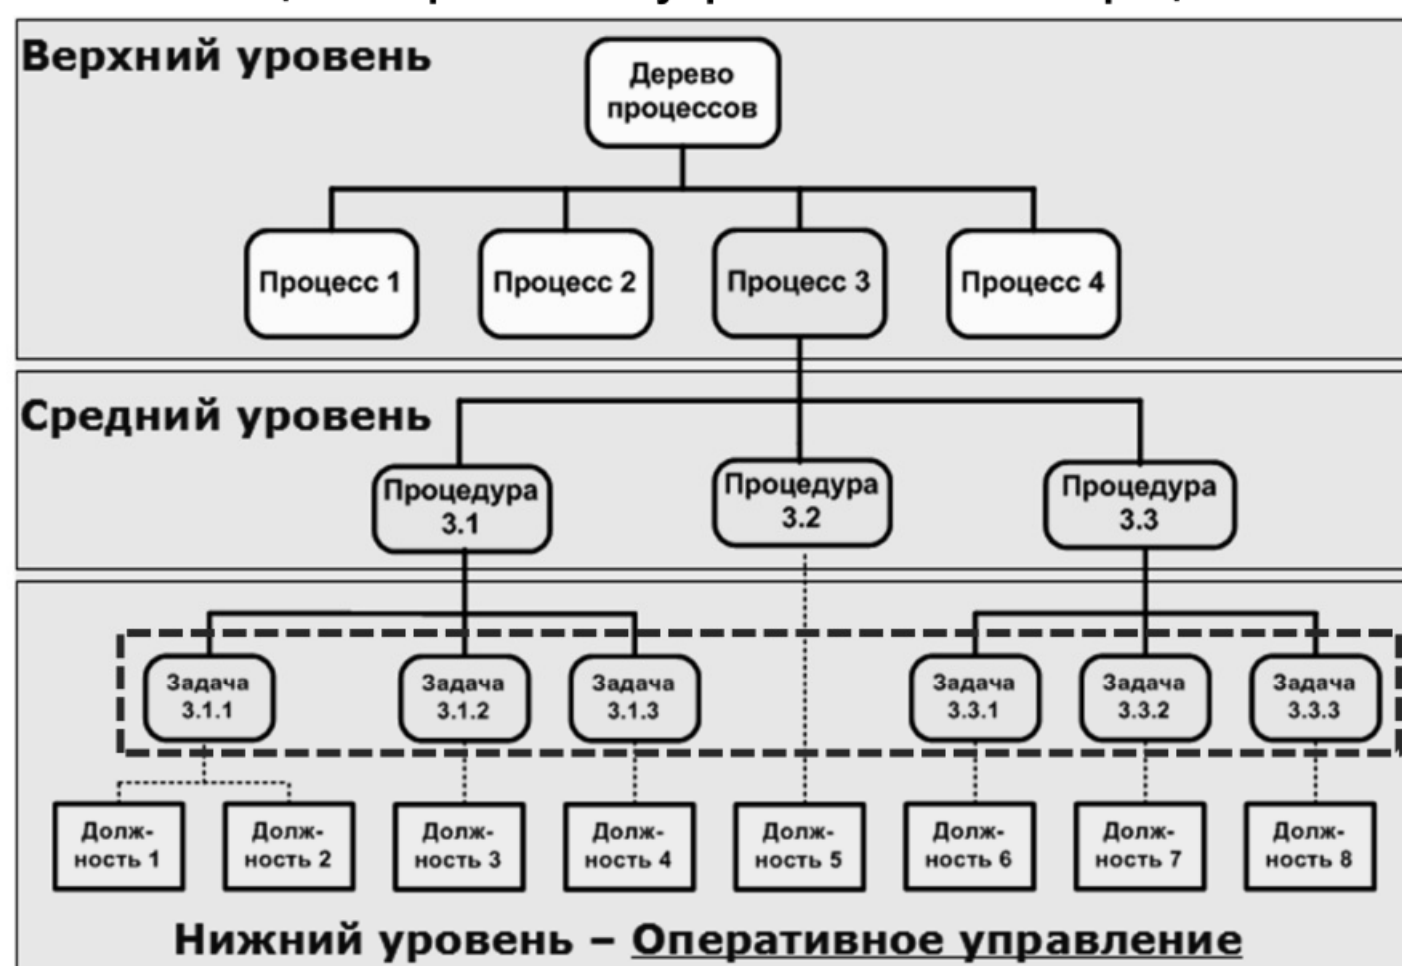 Верхний уровень
Дерево
процессов
Процесс 1
Процесс 2
Процесс 3
Процесс 4
Средний уровень
Процедура
3.1
Процедура
3.2
Процедура
3.3
Задача
3.1.1
Задача
3.1.2
Задача
3.1.3
Задача
3.3.1
Задача
3.3.2
Задача
3.3.3
Долж-
ность 1
Долж-
ность 2
Долж-
ность 3
Долж-
ность 4
Долж-
ность 5
Долж-
ность 6
Долж-
ность 7
Долж-
ность 8
Нижний уровень – Оперативное управление